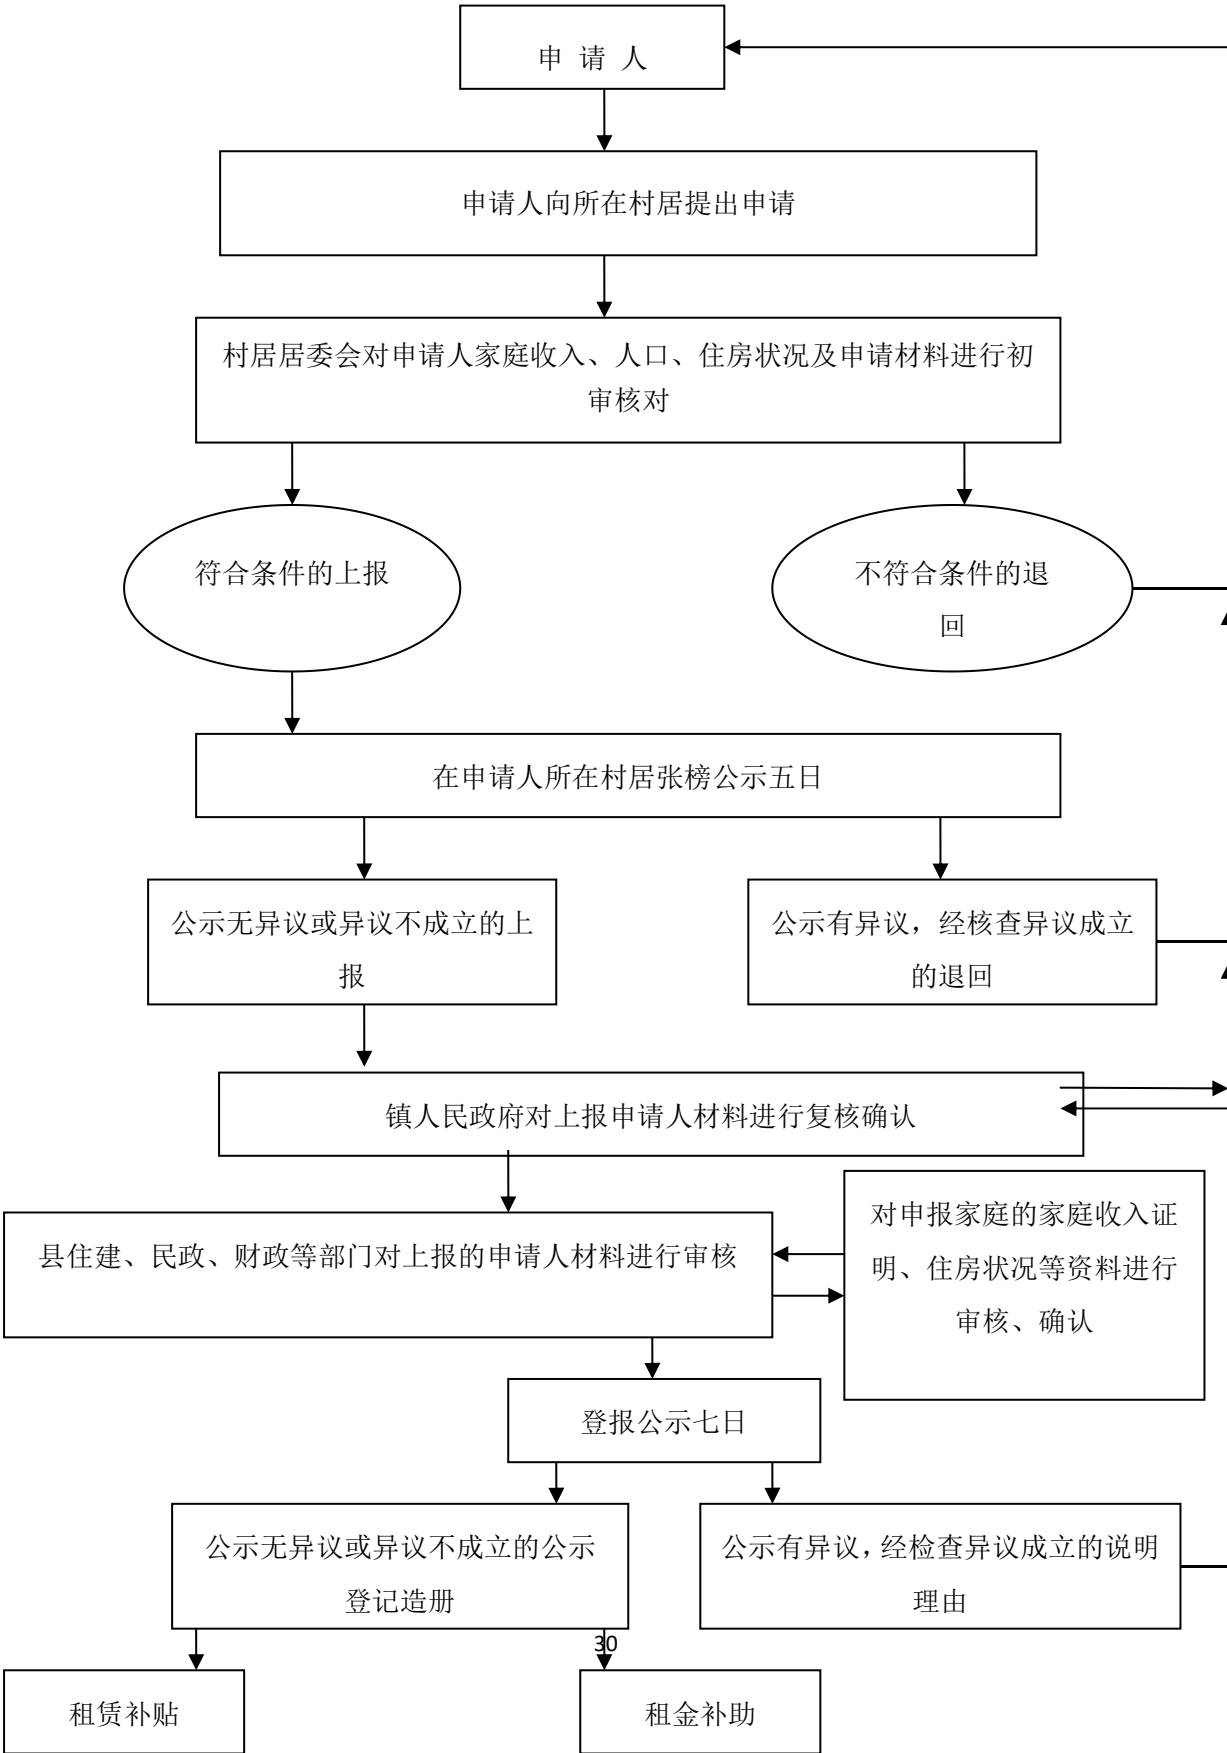 申 请 人
申请人向所在村居提出申请
村居居委会对申请人家庭收入、人口、住房状况及申请材料进行初
审核对
符合条件的上报
不符合条件的退
回
在申请人所在村居张榜公示五日
公示无异议或异议不成立的上
报
公示有异议，经核查异议成立
的退回
镇人民政府对上报申请人材料进行复核确认
县住建、民政、财政等部门对上报的申请人材料进行审核
对申报家庭的家庭收入证
明、住房状况等资料进行
审核、确认
登报公示七日
公示无异议或异议不成立的公示
登记造册
公示有异议，经检查异议成立的说明
理由
30
租赁补贴
租金补助